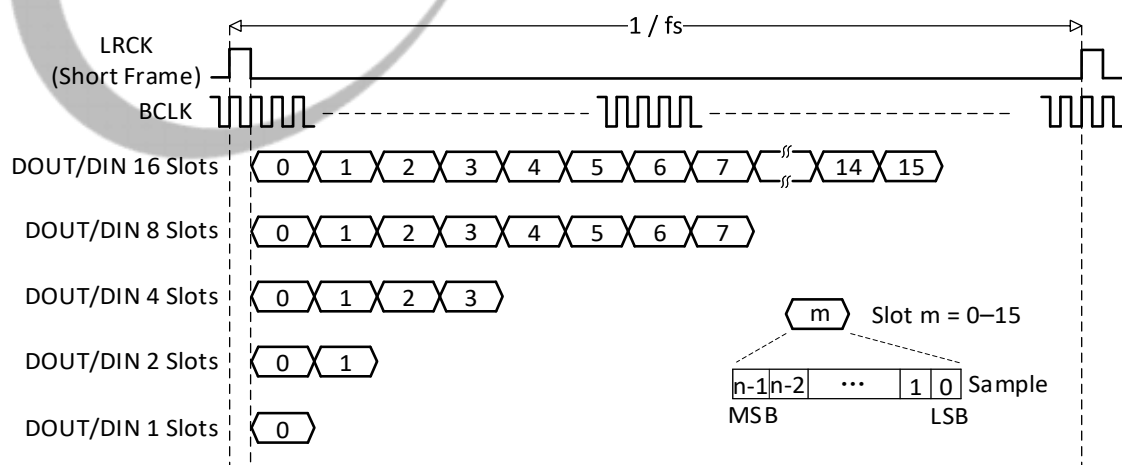 1 / fs
LRCK
(Short Frame)
BCLK
DOUT/DIN 16 Slots 0 1 2 3 4 5 6 7 14 15
DOUT/DIN 8 Slots 0 1 2 3 4 5 6 7
DOUT/DIN 4 Slots 0 1 2 3
m Slot m = 0–15
DOUT/DIN 2 Slots 0 1
n-1 n-2 ··· 1 0 Sample
MSB LSB
DOUT/DIN 1 Slots 0